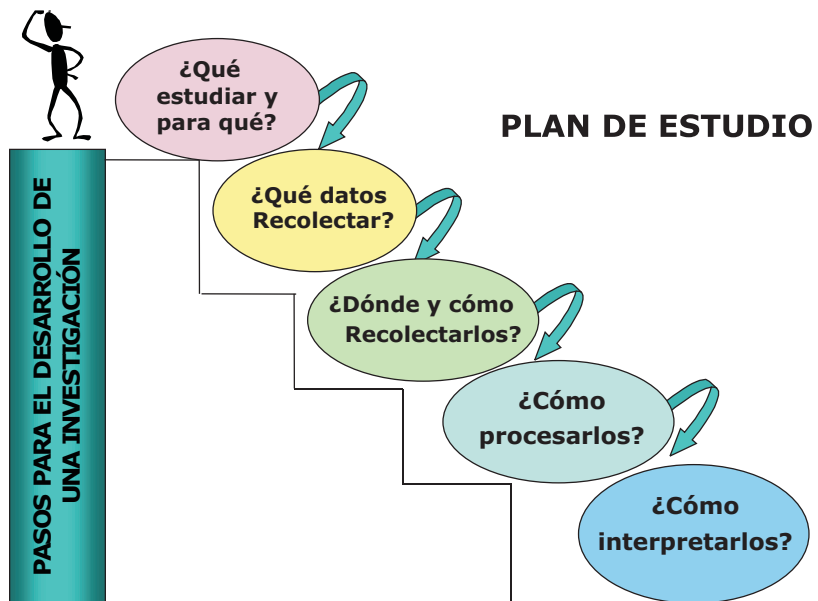 ¿Qué
estudiar y
para qué?
PLAN DE ESTUDIO
¿Qué datos
Recolectar?
¿Dónde y cómo
Recolectarlos?
¿Cómo
procesarlos?
¿Cómo
interpretarlos?
PASOS PARA EL DESARROLLO DE
UNA INVESTIGACIÓN